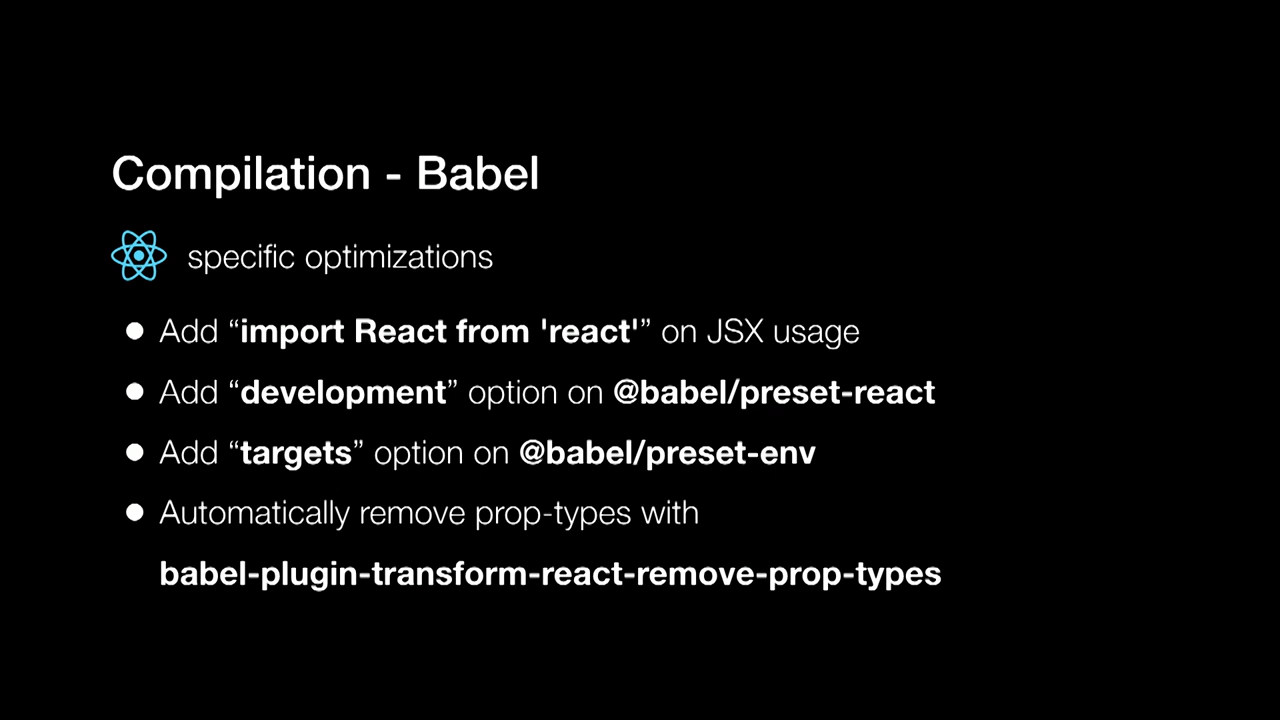 Compilation - Babel
specific optimizations
● Add “import React from 'react'” on JSX usage
● Add “development” option on @babel/preset-react
● Add “targets” option on @babel/preset-env
● Automatically remove prop-types with
babel-plugin-transform-react-remove-prop-types